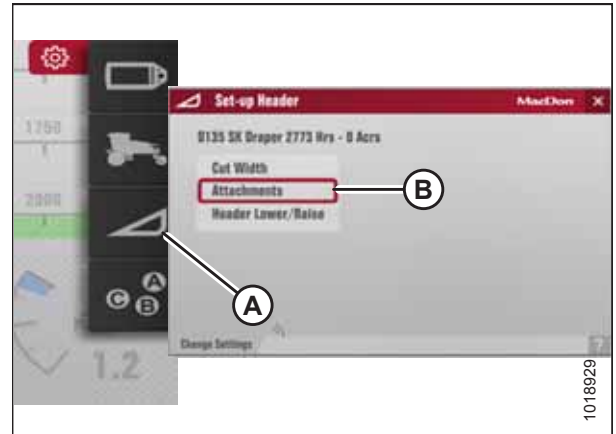 1750
2000
1.2
C A B
Set-up Header MacDon X
D135 SK Draper 2773 Hrs - 0 Acrs
Cut Width
Attachments
Header Lower/Raise
Change Settings
?
A
B
1018929